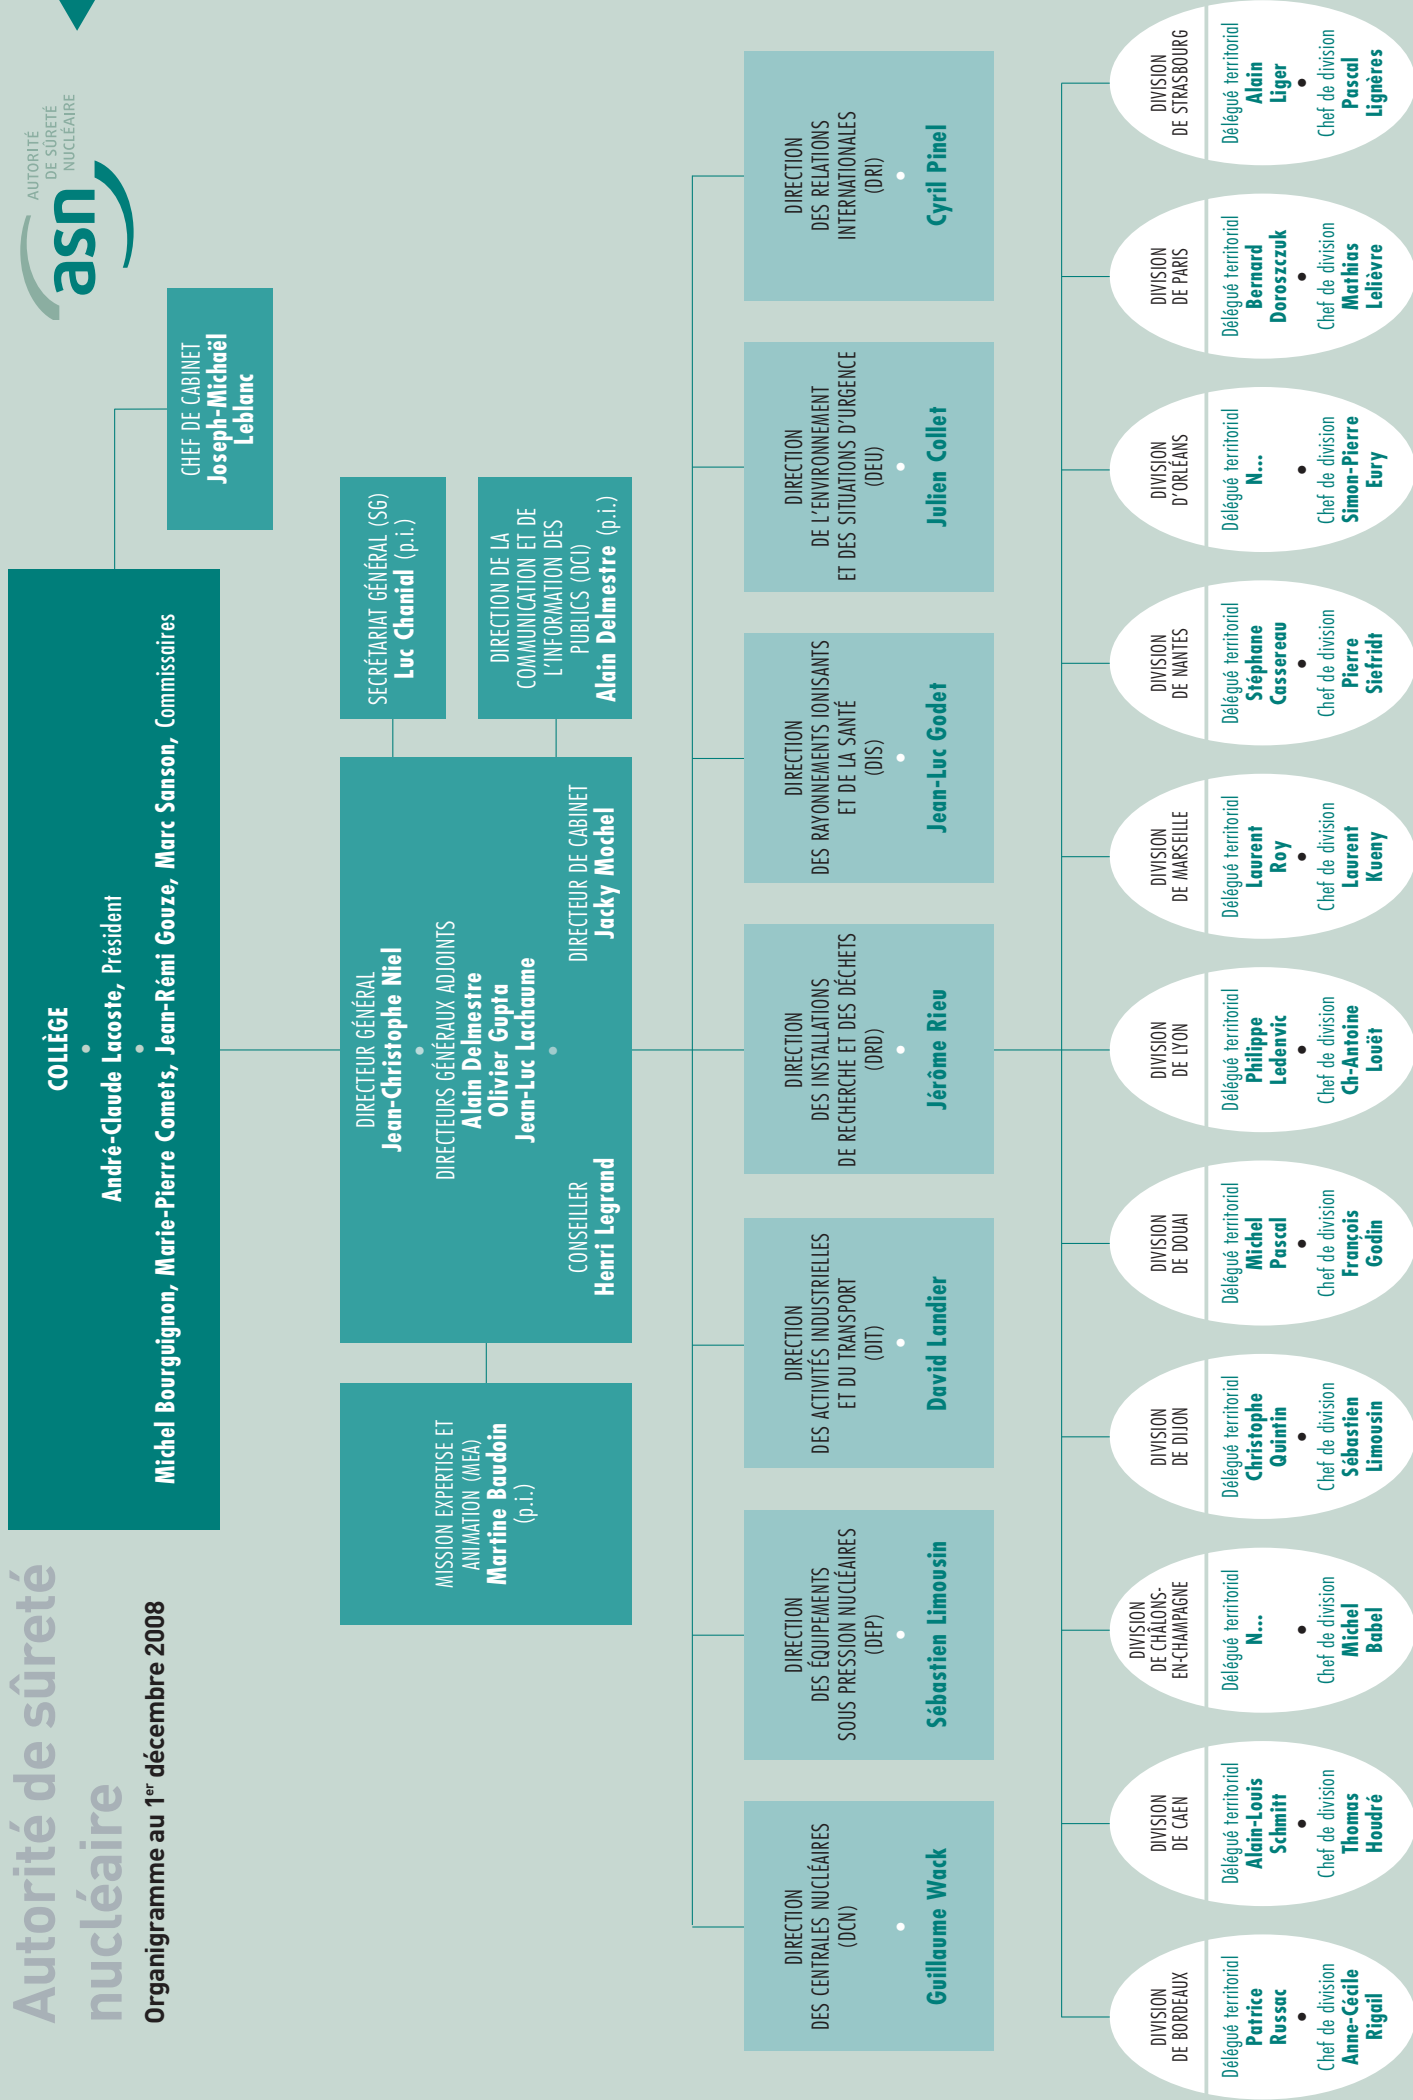 Autorité de sûreté
nucléaire
Organigramme au 1er décembre 2008
asn
AUTORITÉ
DE SÛRETÉ
NUCLÉAIRE
COLLÈGE
•
André-Claude Lacoste, Président
•
Michel Bourguignon, Marie-Pierre Comets, Jean-Rémi Gouze, Marc Sanson, Commissaires
CHEF DE CABINET
Joseph-Michaël
Leblanc
MISSION EXPERTISE ET
ANIMATION (MEA)
Martine Baudoin
(p.i.)
DIRECTEUR GÉNÉRAL
Jean-Christophe Niel
•
DIRECTEURS GÉNÉRAUX ADJOINTS
Alain Delmestre
Olivier Gupta
Jean-Luc Lachaume
•
CONSEILLER
Henri Legrand
DIRECTEUR DE CABINET
Jacky Mochel
SECRÉTARIAT GÉNÉRAL (SG)
Luc Chanial (p.i.)
DIRECTION DE LA
COMMUNICATION ET DE
L'INFORMATION DES
PUBLICS (DCI)
Alain Delmestre (p.i.)
DIRECTION
DES CENTRALES NUCLÉAIRES
(DCN)
•
Guillaume Wack
DIRECTION
DES ÉQUIPEMENTS
SOUS PRESSION NUCLÉAIRES
(DEP)
•
Sébastien Limousin
DIRECTION
DES ACTIVITÉS INDUSTRIELLES
ET DU TRANSPORT
(DIT)
•
David Landier
DIRECTION
DES INSTALLATIONS
DE RECHERCHE ET DES DÉCHETS
(DRD)
•
Jérôme Rieu
DIRECTION
DES RAYONNEMENTS IONISANTS
ET DE LA SANTÉ
(DIS)
•
Jean-Luc Godet
DIRECTION
DE L'ENVIRONNEMENT
ET DES SITUATIONS D'URGENCE
(DEU)
•
Julien Collet
DIRECTION
DES RELATIONS
INTERNATIONALES
(DRI)
•
Cyril Pinel
DIVISION
DE BORDEAUX
Délégué territorial
Patrice
Russac
•
Chef de division
Anne-Cécile
Rigail
DIVISION
DE CAEN
Délégué territorial
Alain-Louis
Schmitt
•
Chef de division
Thomas
Houdré
DIVISION
DE CHÂLONS-
EN-CHAMPAGNE
Délégué territorial
N...
•
Chef de division
Michel
Babel
DIVISION
DE DIJON
Délégué territorial
Christophe
Quintin
•
Chef de division
Sébastien
Limousin
DIVISION
DE DOUAI
Délégué territorial
Michel
Pascal
•
Chef de division
François
Godin
DIVISION
DE LYON
Délégué territorial
Philippe
Ledenvic
•
Chef de division
Ch-Antoine
Louët
DIVISION
DE MARSEILLE
Délégué territorial
Laurent
Roy
•
Chef de division
Laurent
Kueny
DIVISION
DE NANTES
Délégué territorial
Stéphane
Cassereau
•
Chef de division
Pierre
Siefridt
DIVISION
D'ORLÉANS
Délégué territorial
N...
•
Chef de division
Simon-Pierre
Eury
DIVISION
DE PARIS
Délégué territorial
Bernard
Doroszczuk
•
Chef de division
Mathias
Lelièvre
DIVISION
DE STRASBOURG
Délégué territorial
Alain
Liger
•
Chef de division
Pascal
Lignères